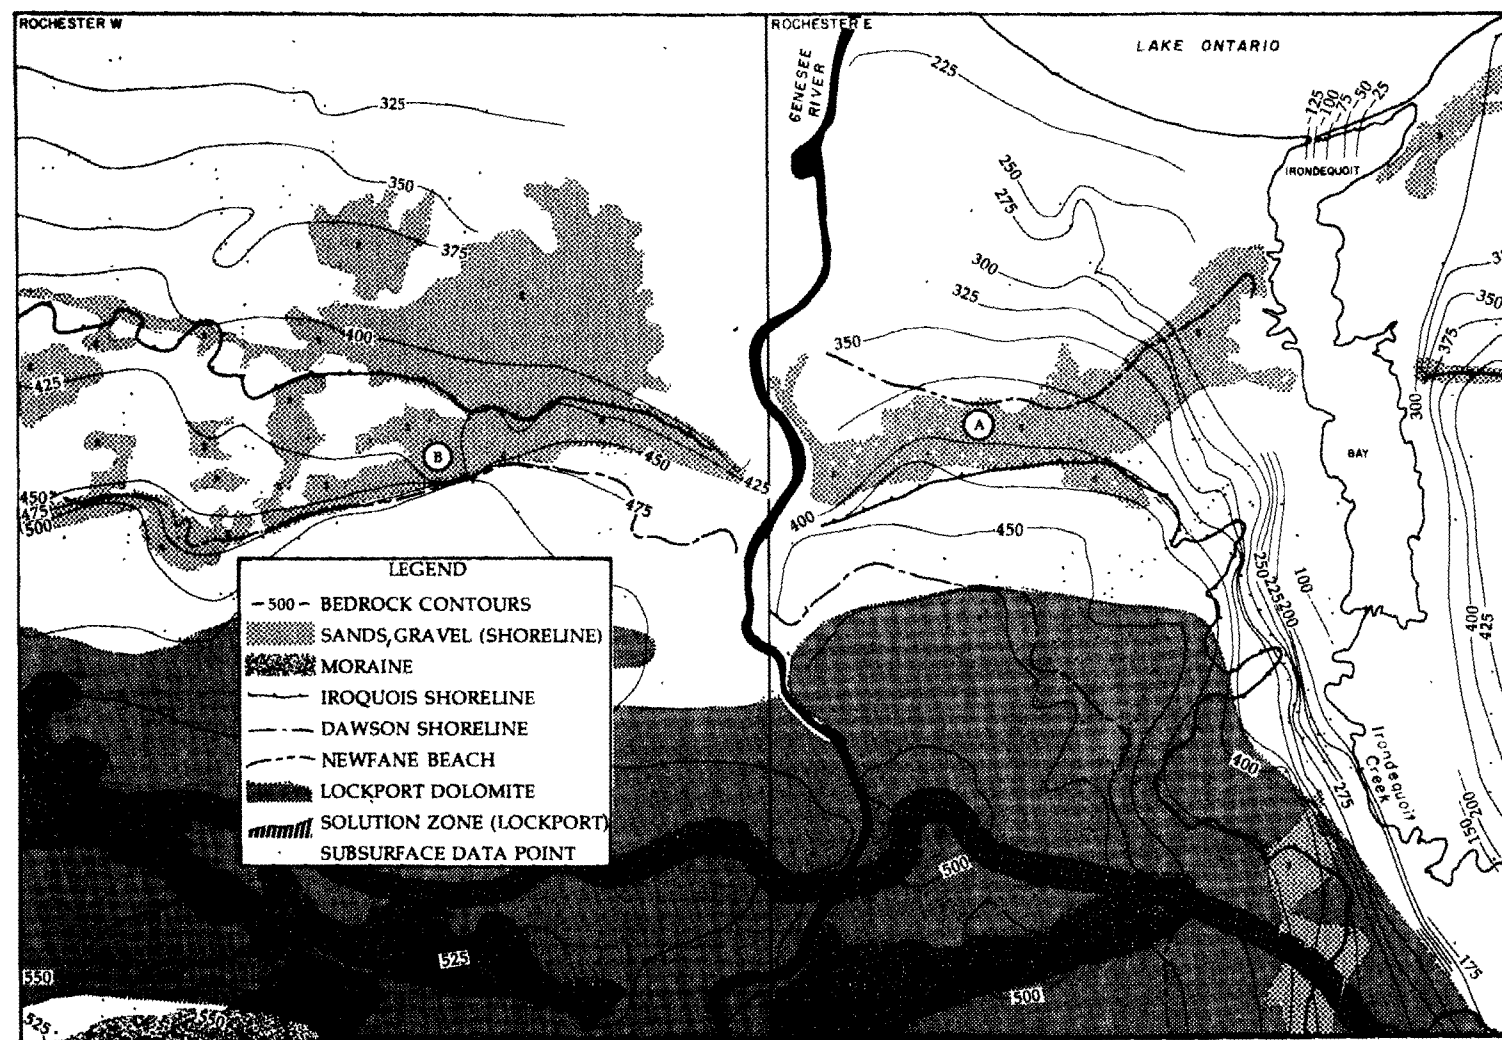 ROCHESTER W
ROCHESTER E
LAKE ONTARIO
GENESEE
RIVER
225
-125
-100
-75
-50
-25
325
IRONDEQUOIT
350
250
275
375
300
325
350
400
350
375
425
300
A
B
450
BAY
425
475
450
475
500
400
450
LEGEND
-500- BEDROCK CONTOURS
SANDS, GRAVEL (SHORELINE)
MORAINE
IROQUOIS SHORELINE
DAWSON SHORELINE
NEWFANE BEACH
LOCKPORT DOLOMITE
SOLUTION ZONE (LOCKPORT)
SUBSURFACE DATA POINT
250
225
200
100
400
425
Irondequoit
Creek
400
275
200
150
500
525
550
175
500
525
550